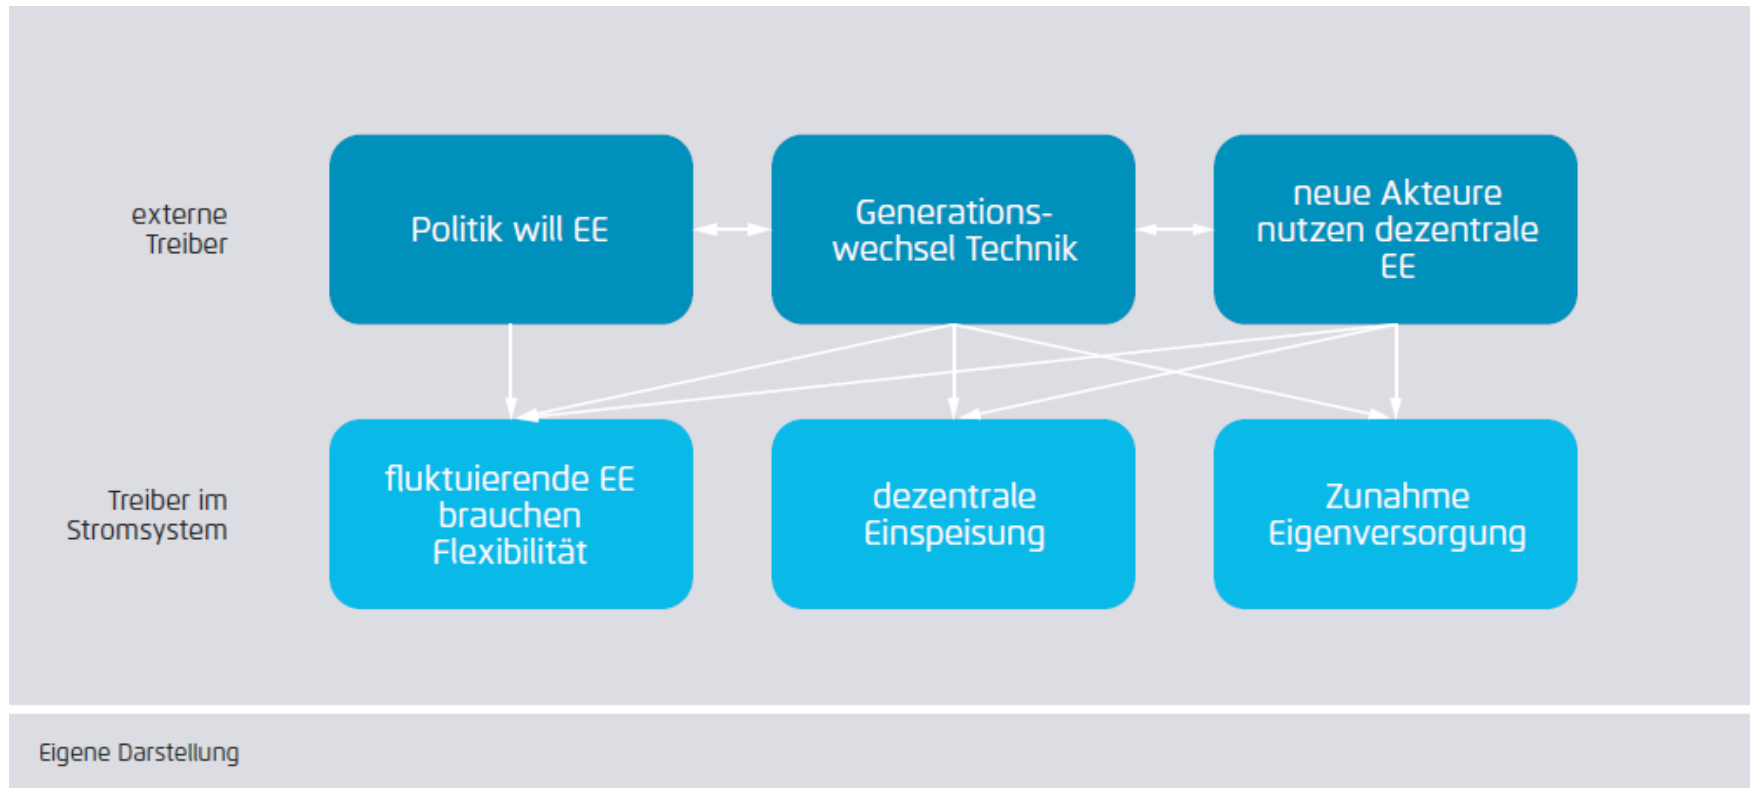 externe
Treiber
Politik will EE
Generations-
wechsel Technik
neue Akteure
nutzen dezentrale
EE
Treiber im
Stromsystem
fluktuierende EE
brauchen
Flexibilität
dezentrale
Einspeisung
Zunahme
Eigenversorgung
Eigene Darstellung